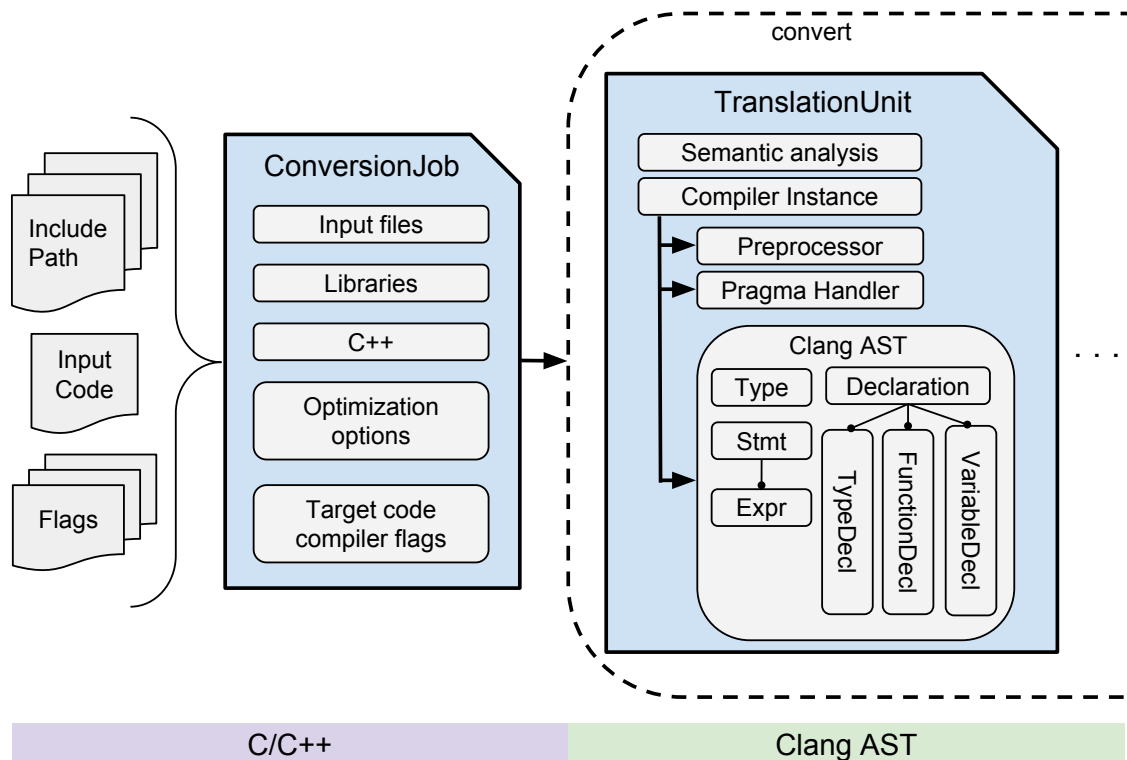 convert
Include
Path
Input
Code
Flags
ConversionJob
Input files
Libraries
C++
Optimization
options
Target code
compiler flags
TranslationUnit
Semantic analysis
Compiler Instance
Preprocessor
Pragma Handler
Clang AST
Type
Declaration
Stmt
Expr
TypeDecl
FunctionDecl
VariableDecl
. . .
C/C++
Clang AST